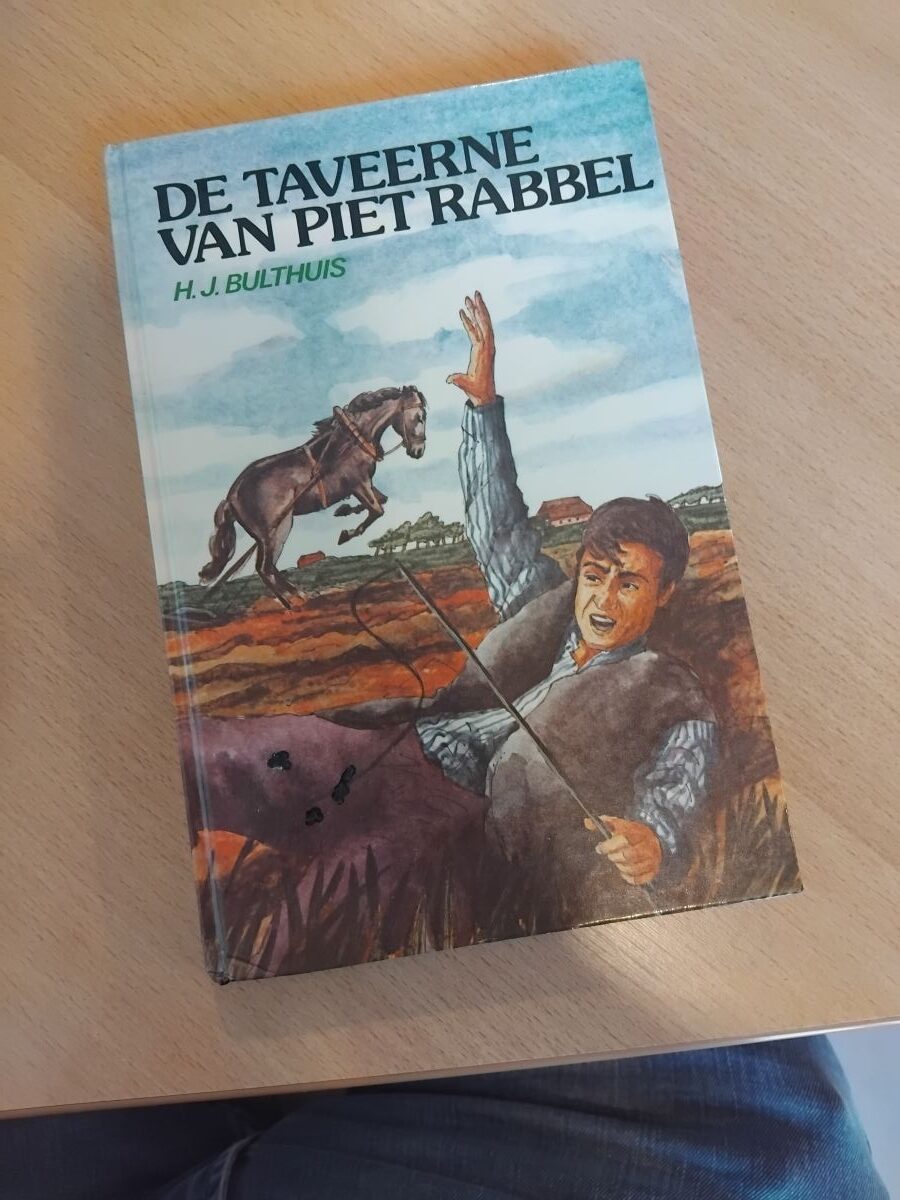 DE TAVEERNE
VAN PIET RABBEL
H. J. BULTHUIS